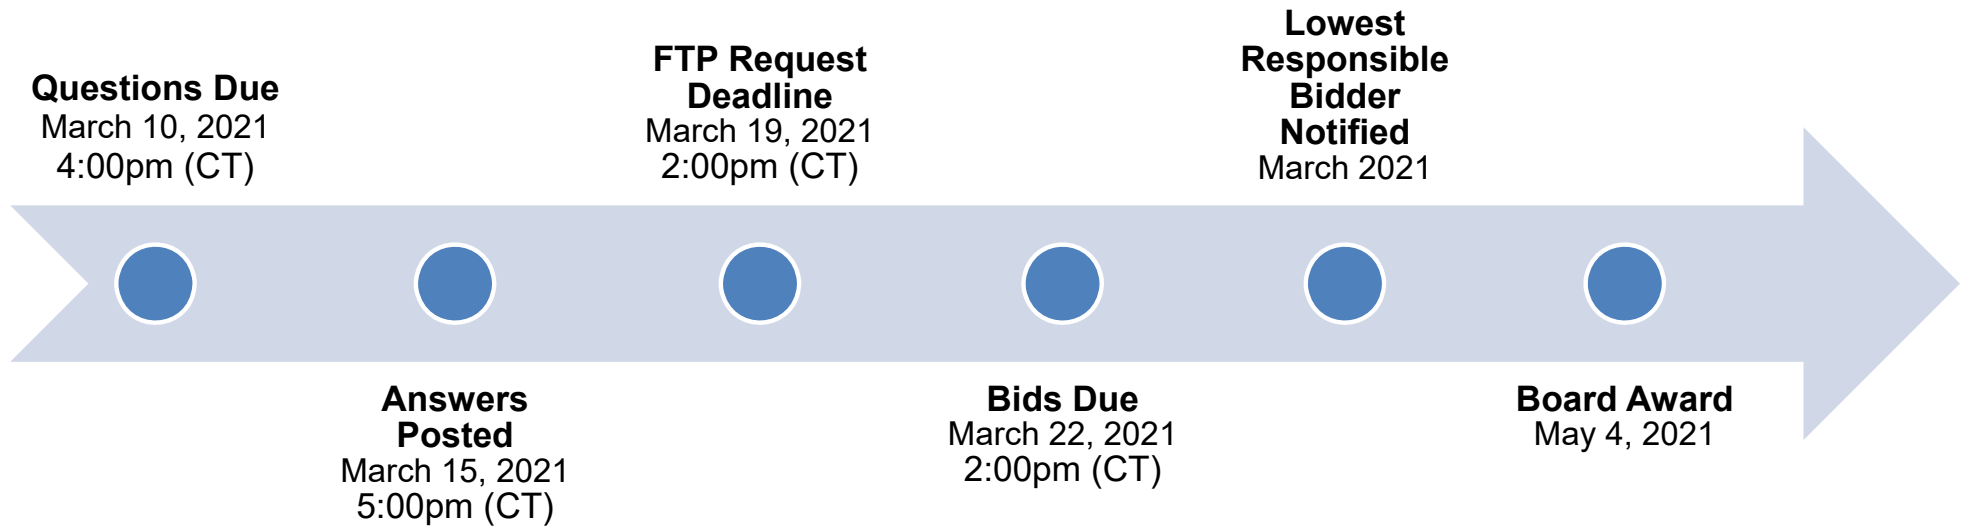 Questions Due
March 10, 2021
4:00pm (CT)
Answers
Posted
March 15, 2021
5:00pm (CT)
FTP Request
Deadline
March 19, 2021
2:00pm (CT)
Bids Due
March 22, 2021
2:00pm (CT)
Lowest
Responsible
Bidder
Notified
March 2021
Board Award
May 4, 2021